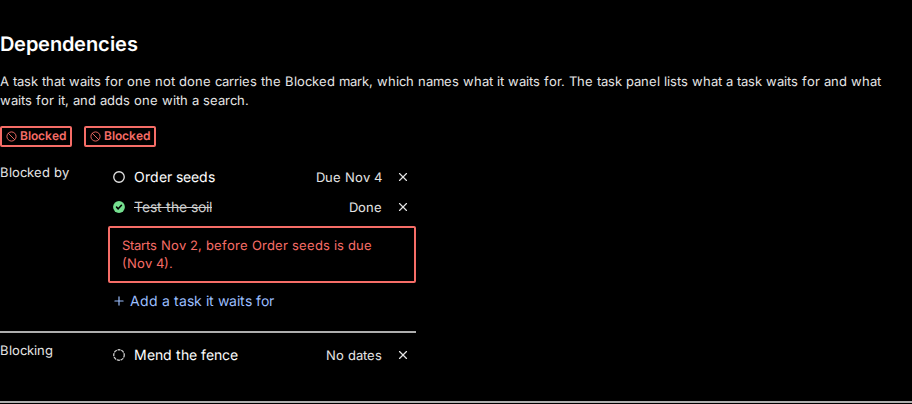 Dependencies
A task that waits for one not done carries the Blocked mark, which names what it waits for. The task panel lists what a task waits for and what
waits for it, and adds one with a search.
Blocked Blocked
Blocked by
Order seeds Due Nov 4
Test the soil Done
Starts Nov 2, before Order seeds is due
(Nov 4).
+ Add a task it waits for
Blocking
Mend the fence No dates